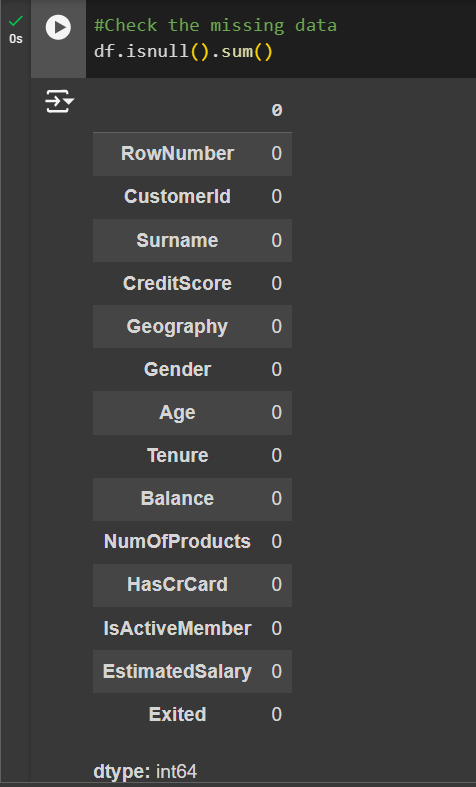 #Check the missing data
0s
df.isnull().sum()
0
RowNumber 0
CustomerId 0
Surname 0
CreditScore 0
Geography 0
Gender 0
Age 0
Tenure 0
Balance 0
NumOfProducts 0
HasCrCard 0
IsActiveMember 0
EstimatedSalary 0
Exited 0
dtype: int64